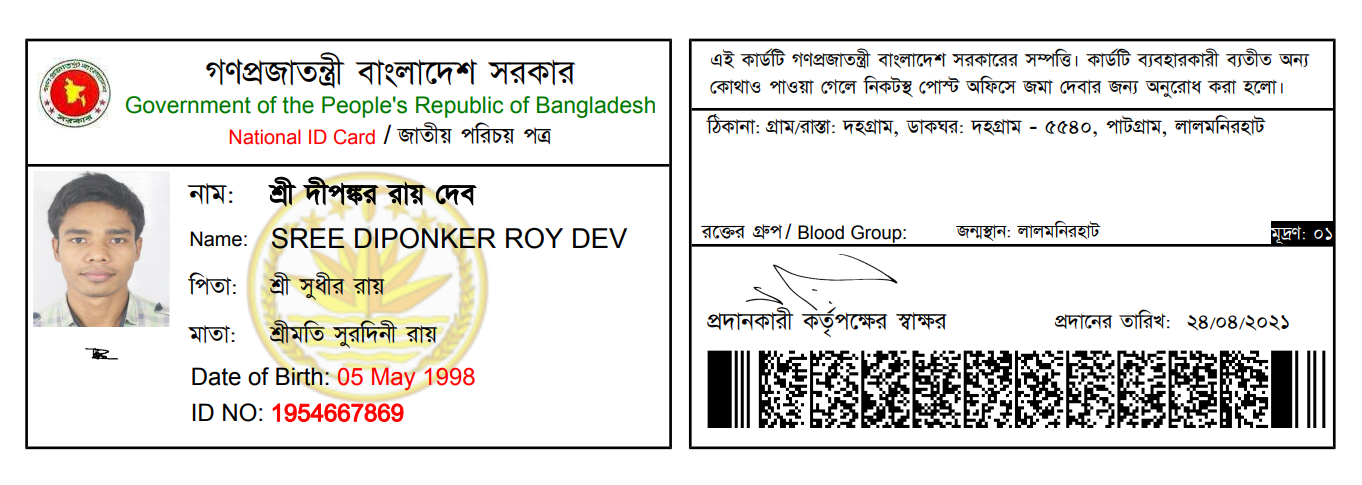 গণপ্রজাতন্ত্রী বাংলাদেশ সরকার
Government of the People's Republic of Bangladesh
National ID Card / জাতীয় পরিচয় পত্র
নাম: শ্রী দীপঙ্কর রায় দেব
Name: SREE DIPONKER ROY DEV
পিতা: শ্রী সুধীর রায়
মাতা: শ্রীমতি সুরদিনী রায়
Date of Birth: 05 May 1998
ID NO: 1954667869
এই কার্ডটি গণপ্রজাতন্ত্রী বাংলাদেশ সরকারের সম্পত্তি। কার্ডটি ব্যবহারকারী ব্যতীত অন্য
কোথাও পাওয়া গেলে নিকটস্থ পোস্ট অফিসে জমা দেবার জন্য অনুরোধ করা হলো।
ঠিকানা: গ্রাম/রাস্তা: দহগ্রাম, ডাকঘর: দহগ্রাম - ৫৫৪০, পাটগ্রাম, লালমনিরহাট
রক্তের গ্রুপ / Blood Group: জন্মস্থান: লালমনিরহাট মূদ্রণ: ০১
প্রদানকারী কর্তৃপক্ষের স্বাক্ষর প্রদানের তারিখ: ২৪/০৪/২০২১